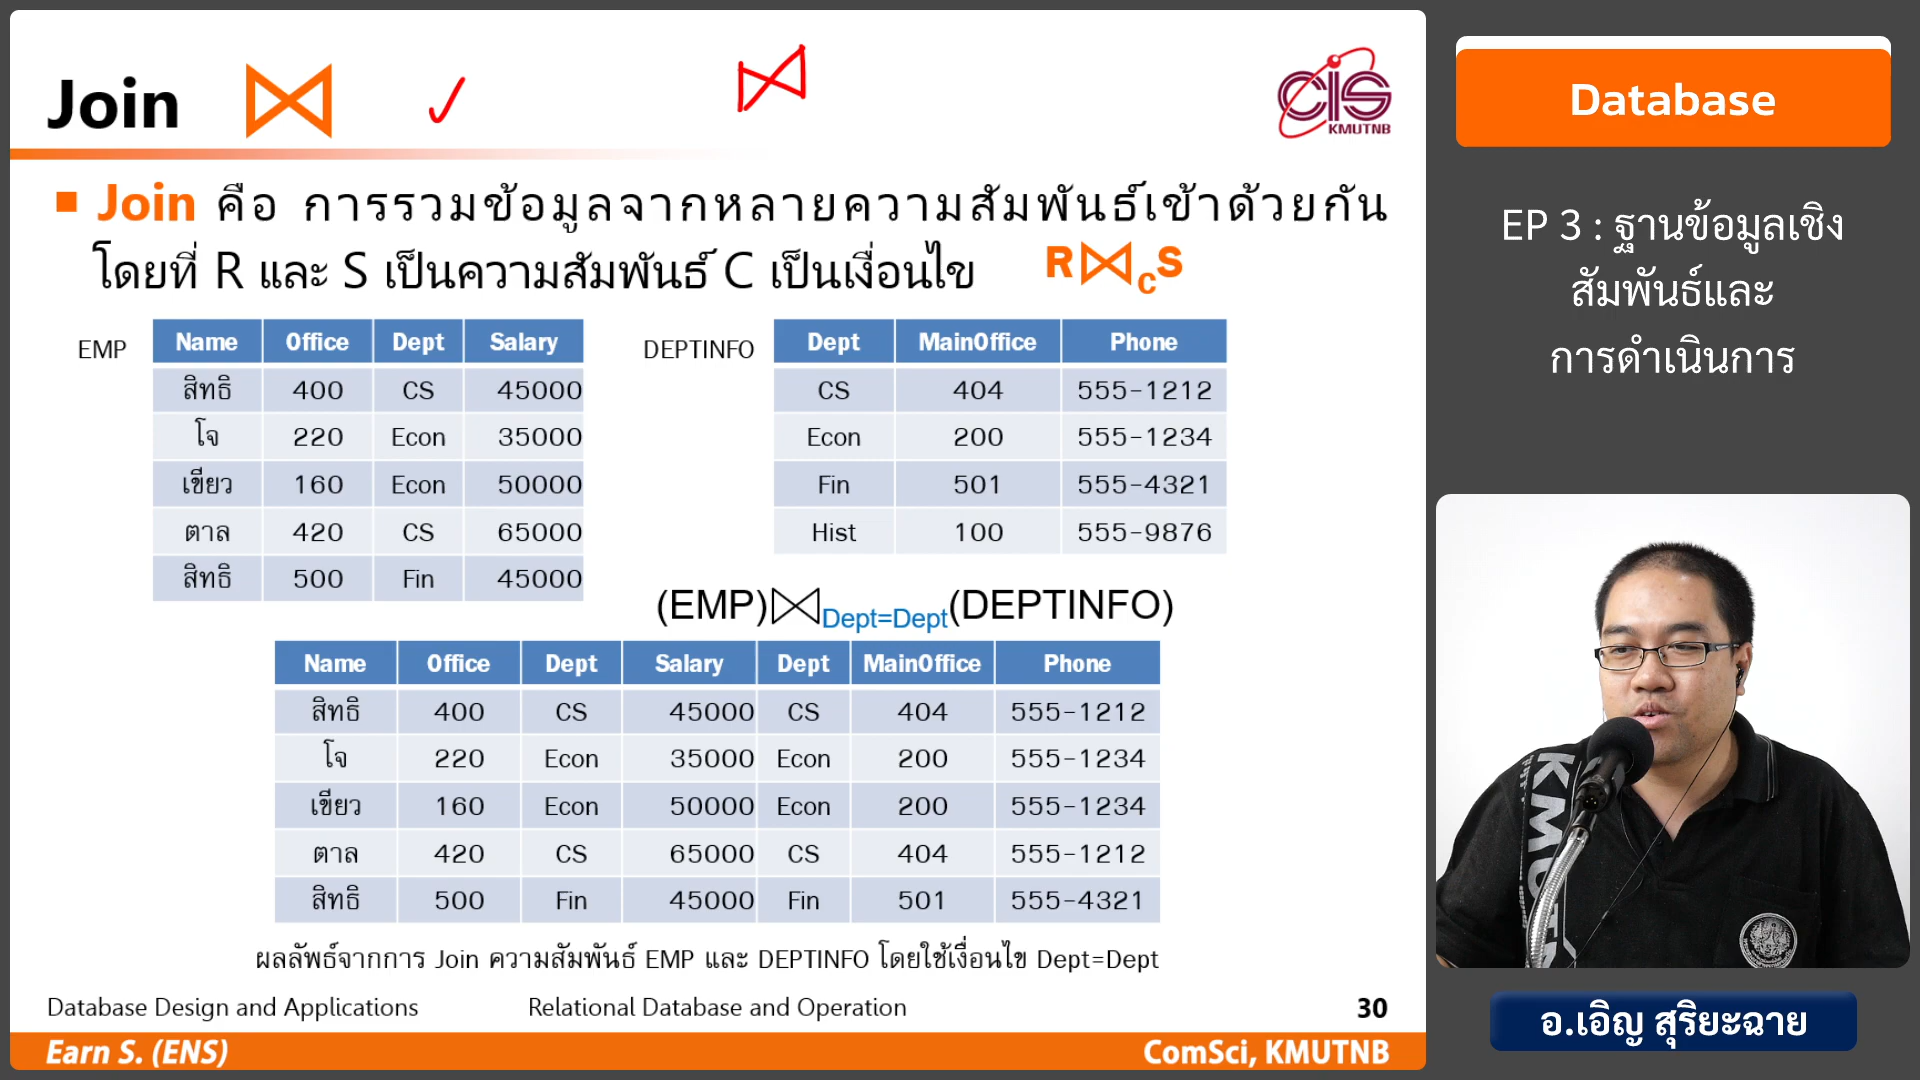 Join ⋈
CIS
KMUTNB
Join คือ การรวมข้อมูลจากหลายความสัมพันธ์เข้าด้วยกัน
โดยที่ R และ S เป็นความสัมพันธ์ C เป็นเงื่อนไข R⋈CS
EMP
Name Office Dept Salary
สิทธิ 400 CS 45000
โจ 220 Econ 35000
เขียว 160 Econ 50000
ตาล 420 CS 65000
สิทธิ 500 Fin 45000
DEPTINFO
Dept MainOffice Phone
CS 404 555-1212
Econ 200 555-1234
Fin 501 555-4321
Hist 100 555-9876
(EMP)⋈Dept=Dept(DEPTINFO)
Name Office Dept Salary Dept MainOffice Phone
สิทธิ 400 CS 45000 CS 404 555-1212
โจ 220 Econ 35000 Econ 200 555-1234
เขียว 160 Econ 50000 Econ 200 555-1234
ตาล 420 CS 65000 CS 404 555-1212
สิทธิ 500 Fin 45000 Fin 501 555-4321
ผลลัพธ์จากการ Join ความสัมพันธ์ EMP และ DEPTINFO โดยใช้เงื่อนไข Dept=Dept
Database Design and Applications Relational Database and Operation 30
Earn S. (ENS) ComSci, KMUTNB
Database
EP 3 : ฐานข้อมูลเชิง
สัมพันธ์และ
การดำเนินการ
อ.เอิญ สุริยะฉาย